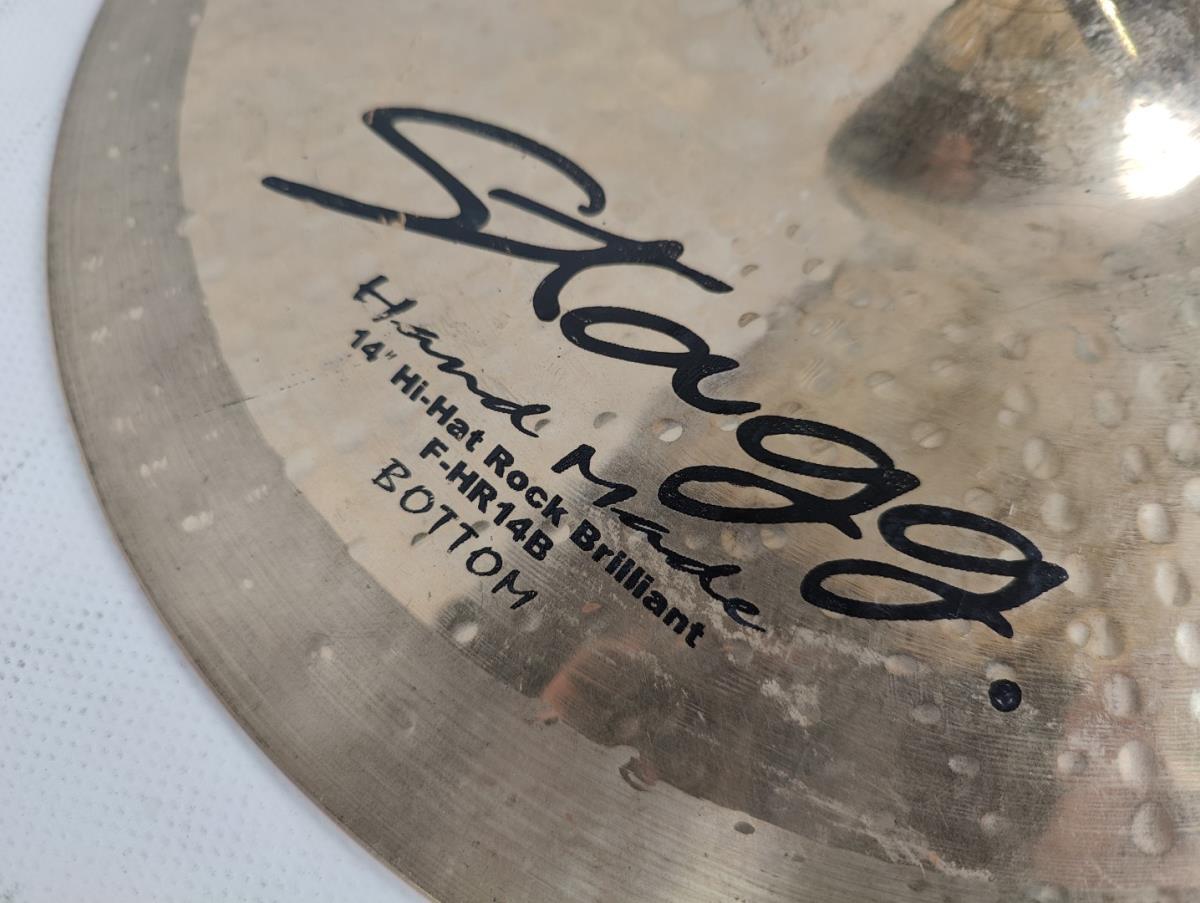 Stagg.
Hand Made
14" Hi-Hat Rock Brilliant
F-HR14B
BOTTOM